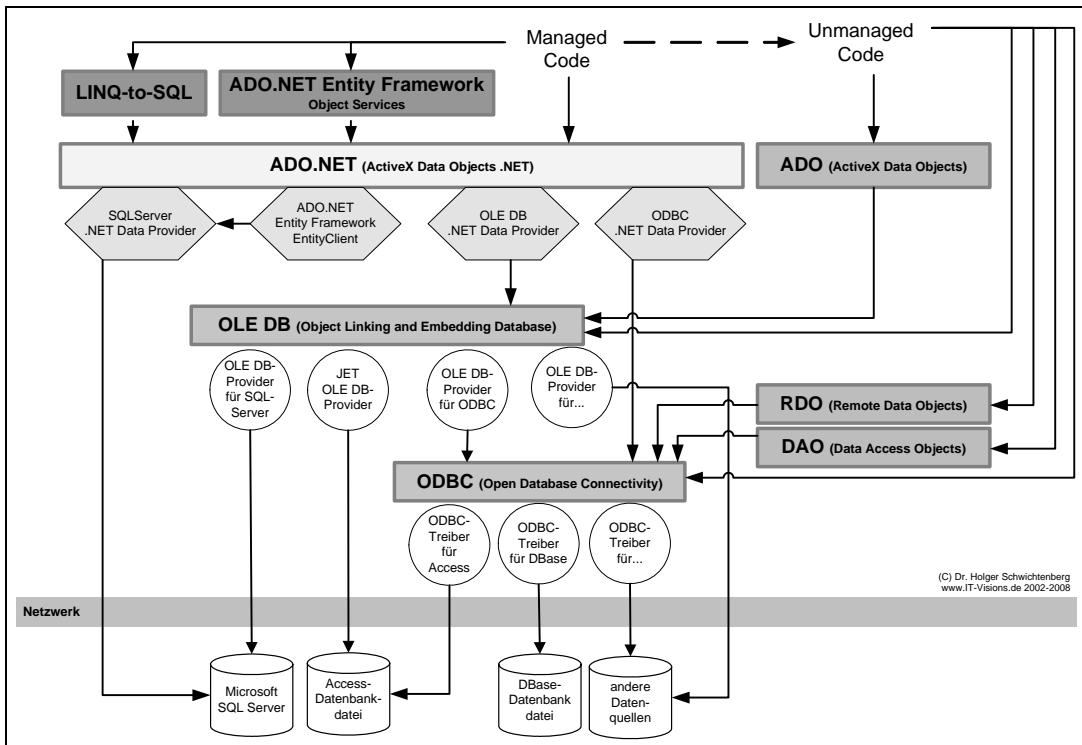 Managed
Code
Unmanaged
Code
LINQ-to-SQL
ADO.NET Entity Framework
Object Services
ADO.NET (ActiveX Data Objects .NET)
ADO (ActiveX Data Objects)
SQLServer
.NET Data Provider
ADO.NET
Entity Framework
EntityClient
OLE DB
.NET Data Provider
ODBC
.NET Data Provider
OLE DB (Object Linking and Embedding Database)
OLE DB-
Provider
für SQL-
Server
JET
OLE DB-
Provider
OLE DB-
Provider
für ODBC
OLE DB-
Provider
für...
RDO (Remote Data Objects)
DAO (Data Access Objects)
ODBC (Open Database Connectivity)
ODBC-
Treiber
für
Access
ODBC-
Treiber
für DBase
ODBC-
Treiber
für...
(C) Dr. Holger Schwichtenberg
www.IT-Visions.de 2002-2008
Netzwerk
Microsoft
SQL Server
Access-
Datenbank-
datei
DBase-
Datenbank
datei
andere
Daten-
quellen